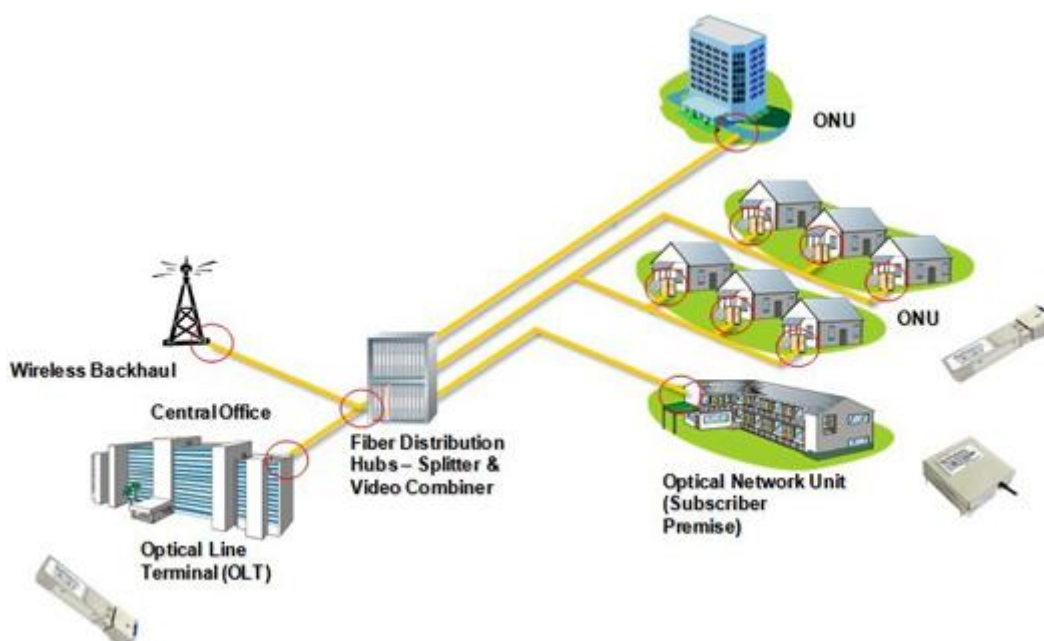 ONU
ONU
Wireless Backhaul
Central Office
Fiber Distribution
Hubs – Splitter &
Video Combiner
Optical Network Unit
(Subscriber
Premise)
Optical Line
Terminal (OLT)